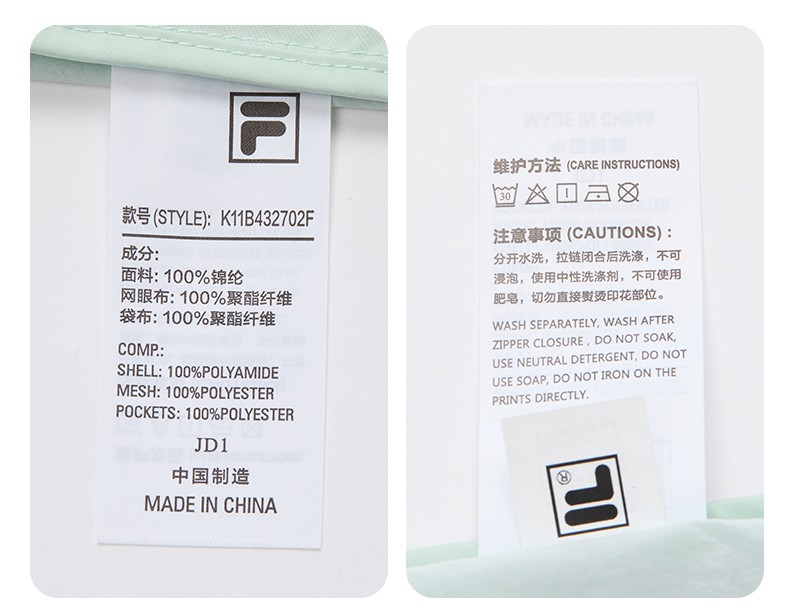 款号(STYLE): K11B432702F
成分:
面料: 100%锦纶
网眼布: 100%聚酯纤维
袋布: 100%聚酯纤维
COMP.:
SHELL: 100%POLYAMIDE
MESH: 100%POLYESTER
POCKETS: 100%POLYESTER
JD1
中国制造
MADE IN CHINA
维护方法 (CARE INSTRUCTIONS)
30
注意事项 (CAUTIONS) :
分开水洗，拉链闭合后洗涤，不可
浸泡，使用中性洗涤剂，不可使用
肥皂，切勿直接熨烫印花部位。
WASH SEPARATELY, WASH AFTER
ZIPPER CLOSURE , DO NOT SOAK,
USE NEUTRAL DETERGENT, DO NOT
USE SOAP, DO NOT IRON ON THE
PRINTS DIRECTLY.
®